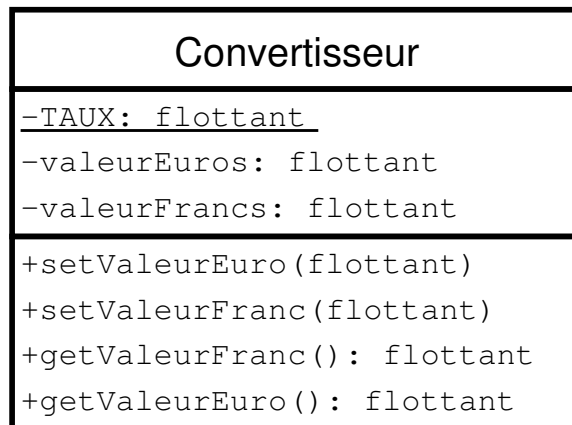 Convertisseur
-TAUX: flottant
-valeurEuros: flottant
-valeurFrancs: flottant
+setValeurEuro(flottant)
+setValeurFranc(flottant)
+getValeurFranc(): flottant
+getValeurEuro(): flottant